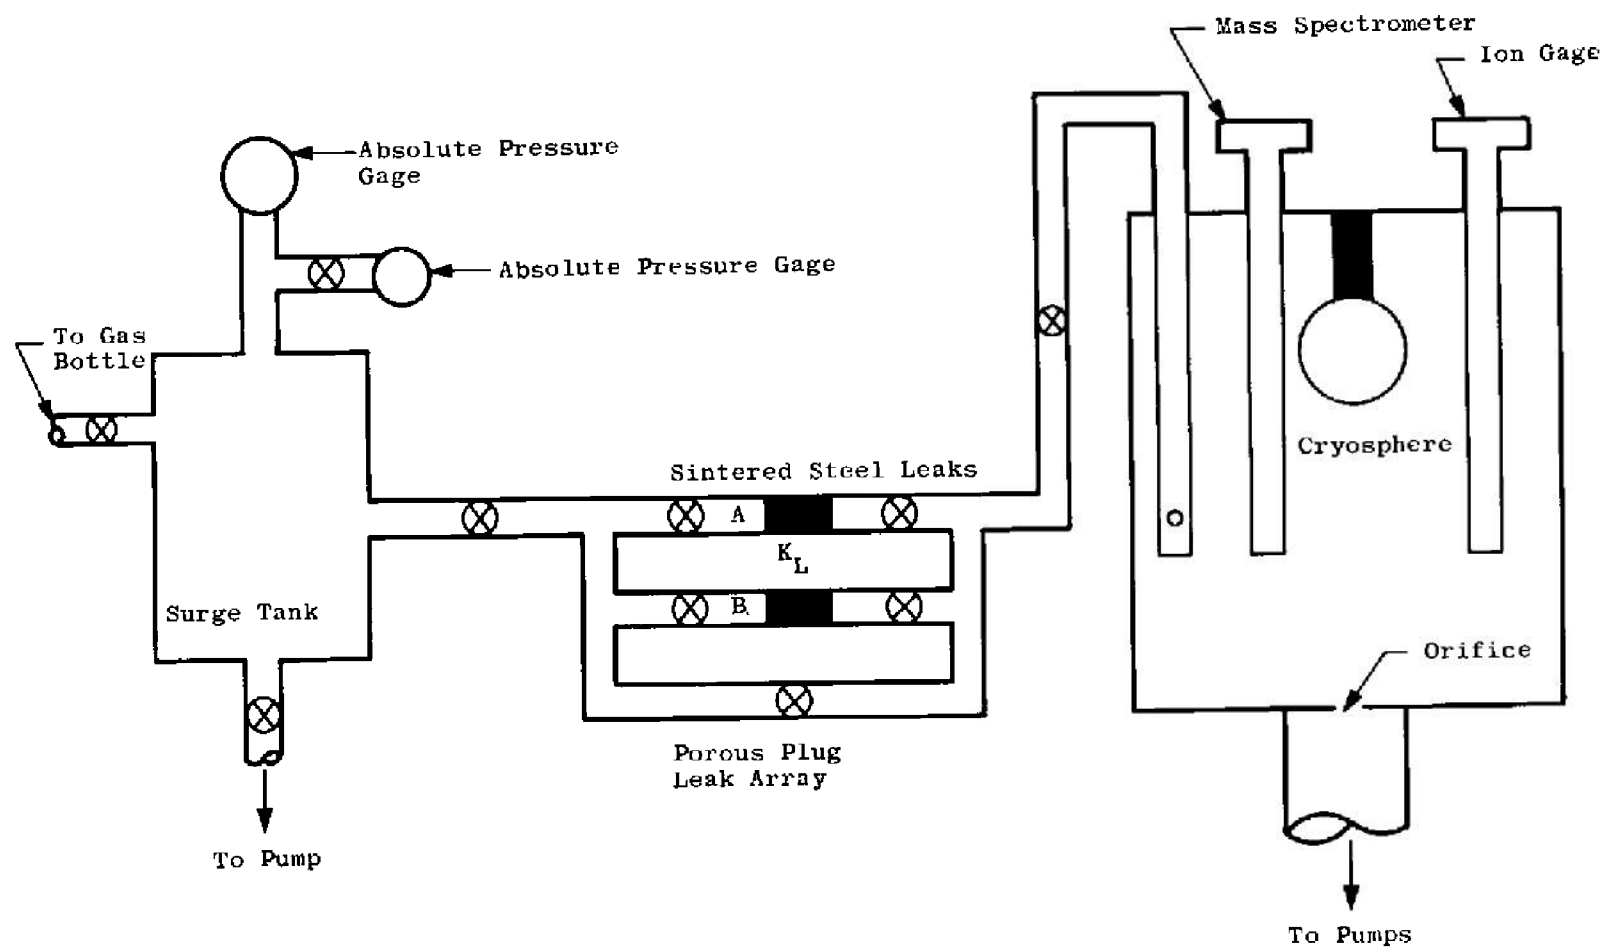 Mass Spectrometer
Ion Gage
Absolute Pressure
Gage
Absolute Pressure Gage
To Gas
Bottle
Sintered Steel Leaks
A
K_L
B
Cryosphere
Surge Tank
Orifice
Porous Plug
Leak Array
To Pump
To Pumps